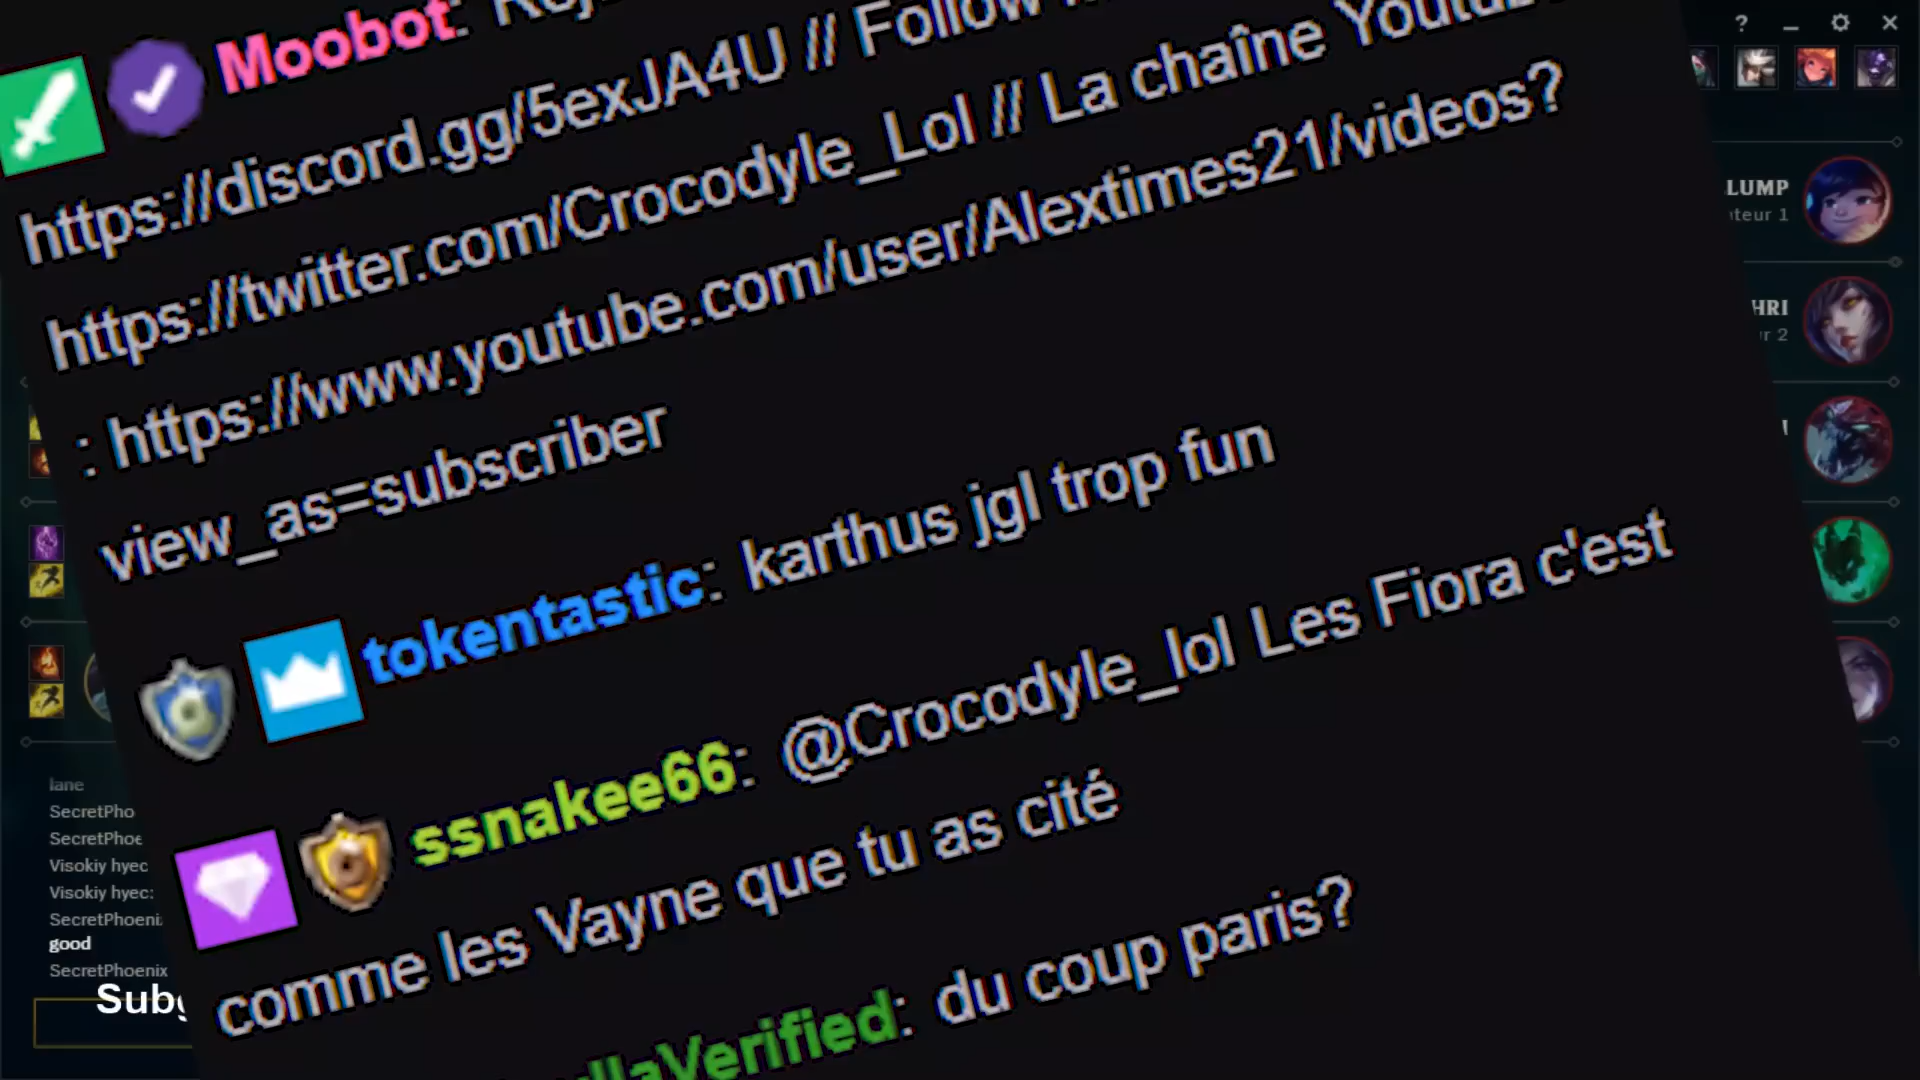 Moobot:
https://discord.gg/5exJA4U // Follow
https://twitter.com/Crocodyle_Lol // La chaîne
: https://www.youtube.com/user/Alextimes21/videos?
view_as=subscriber
tokentastic: karthus jgl trop fun
ssnakee66: @Crocodyle_lol Les Fiora c'est
comme les Vayne que tu as cité
llaVerified: du coup paris?
?
LUMP
teur 1
HRI
r 2
lane
SecretPho
SecretPhoe
Visokiy hyec
Visokiy hyec:
SecretPhoeni
good
SecretPhoenix
Subg